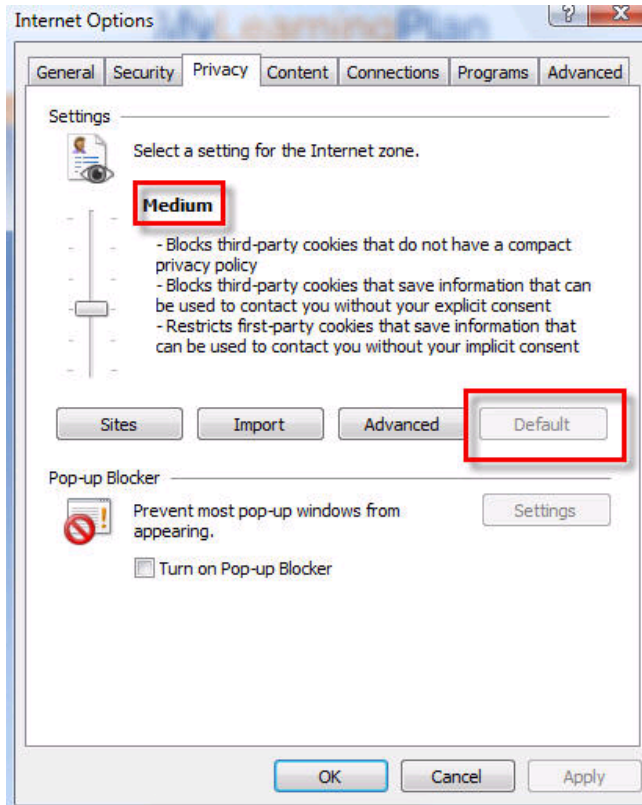 MyLearningPlan
Internet Options
General Security Privacy Content Connections Programs Advanced
Settings
Select a setting for the Internet zone.
Medium
- Blocks third-party cookies that do not have a compact
privacy policy
- Blocks third-party cookies that save information that can
be used to contact you without your explicit consent
- Restricts first-party cookies that save information that
can be used to contact you without your implicit consent
Sites Import Advanced Default
Pop-up Blocker
Prevent most pop-up windows from
appearing.
Settings
Turn on Pop-up Blocker
OK Cancel Apply